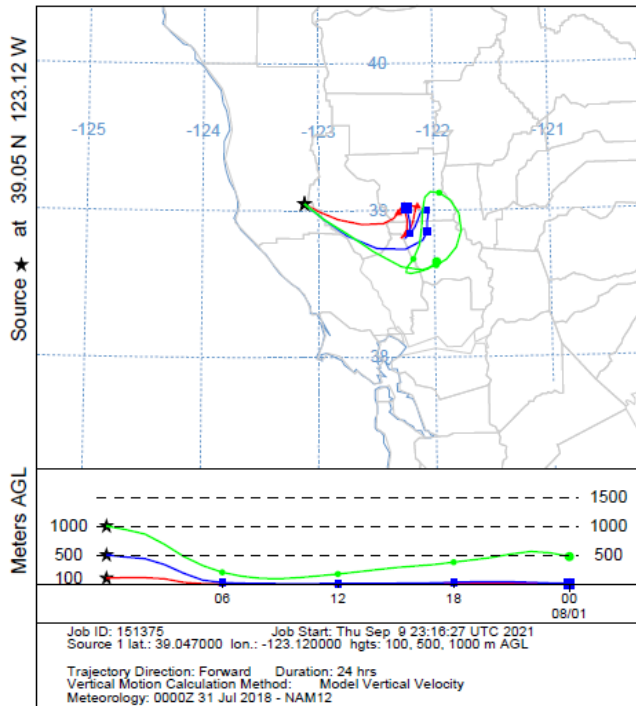 Source ★ at 39.05 N 123.12 W
40
-125
-124
-123
-122
-121
39
38
Meters AGL
1500
1000
1000
500
500
100
06
12
18
00
08/01
Job ID: 151375 Job Start: Thu Sep 9 23:16:27 UTC 2021
Source 1 lat.: 39.047000 lon.: -123.120000 hgts: 100, 500, 1000 m AGL
Trajectory Direction: Forward Duration: 24 hrs
Vertical Motion Calculation Method: Model Vertical Velocity
Meteorology: 0000Z 31 Jul 2018 - NAM12